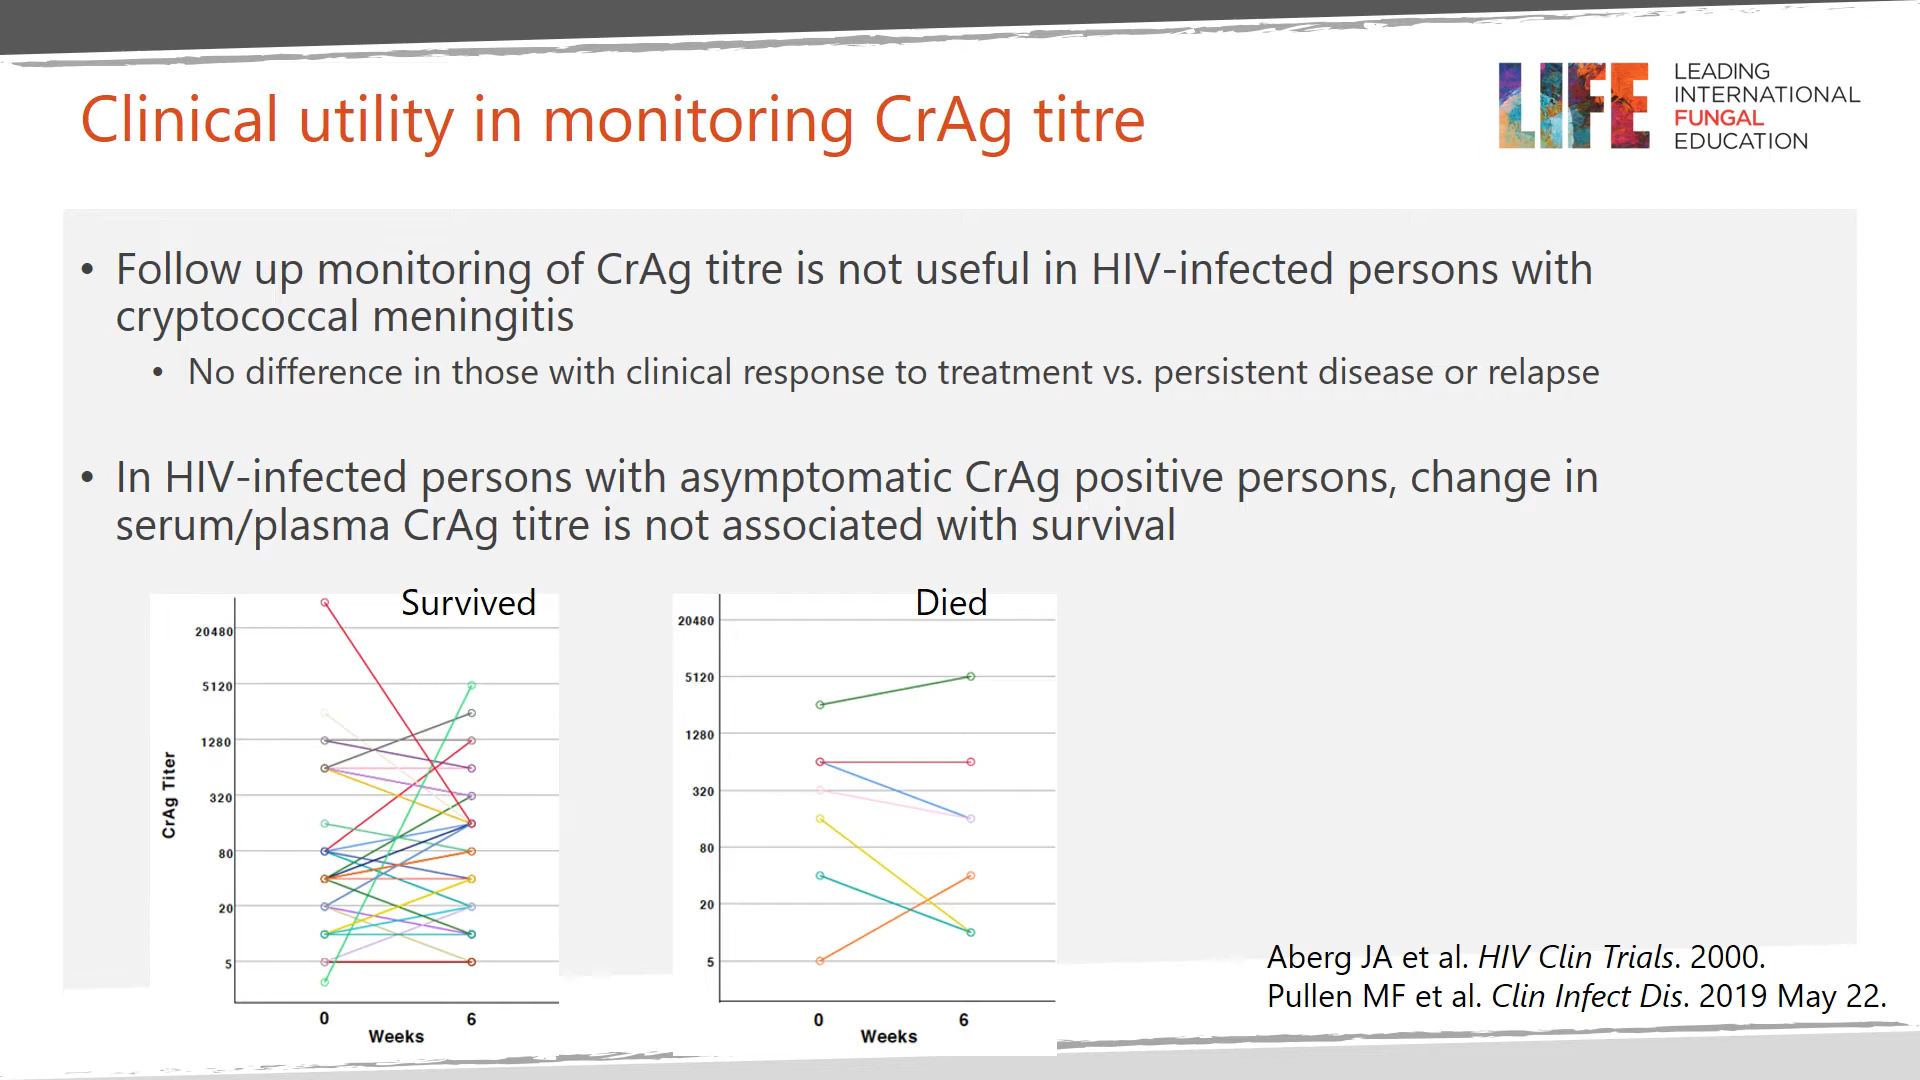 Clinical utility in monitoring CrAg titre
LIFE
LEADING
INTERNATIONAL
FUNGAL
EDUCATION
• Follow up monitoring of CrAg titre is not useful in HIV-infected persons with
cryptococcal meningitis
• No difference in those with clinical response to treatment vs. persistent disease or relapse
• In HIV-infected persons with asymptomatic CrAg positive persons, change in
serum/plasma CrAg titre is not associated with survival
Survived
CrAg Titer
20480
5120
1280
320
80
20
5
0 6
Weeks
Died
20480
5120
1280
320
80
20
5
0 6
Weeks
Aberg JA et al. HIV Clin Trials. 2000.
Pullen MF et al. Clin Infect Dis. 2019 May 22.